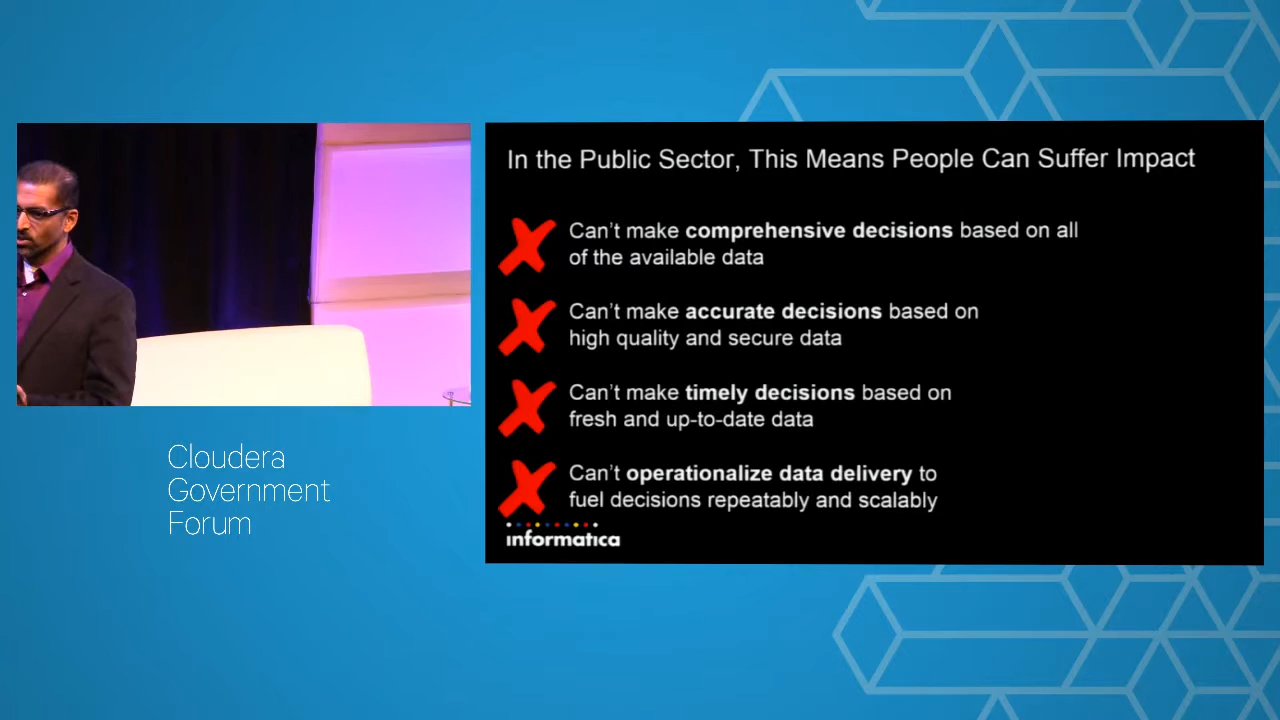 In the Public Sector, This Means People Can Suffer Impact
Can't make comprehensive decisions based on all
of the available data
Can't make accurate decisions based on
high quality and secure data
Can't make timely decisions based on
fresh and up-to-date data
Can't operationalize data delivery to
fuel decisions repeatably and scalably
informatica
Cloudera
Government
Forum